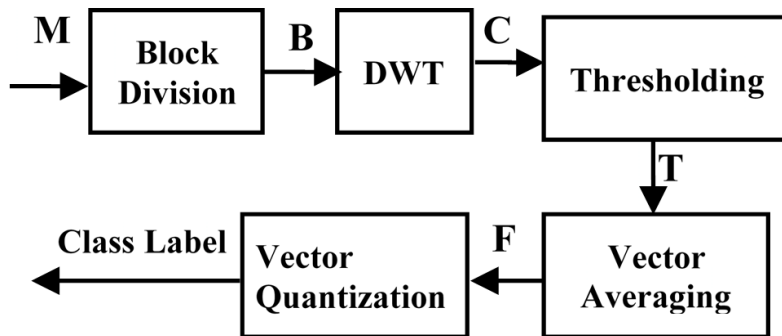 M
Block
Division
B
DWT
C
Thresholding
T
Vector
Averaging
F
Vector
Quantization
Class Label